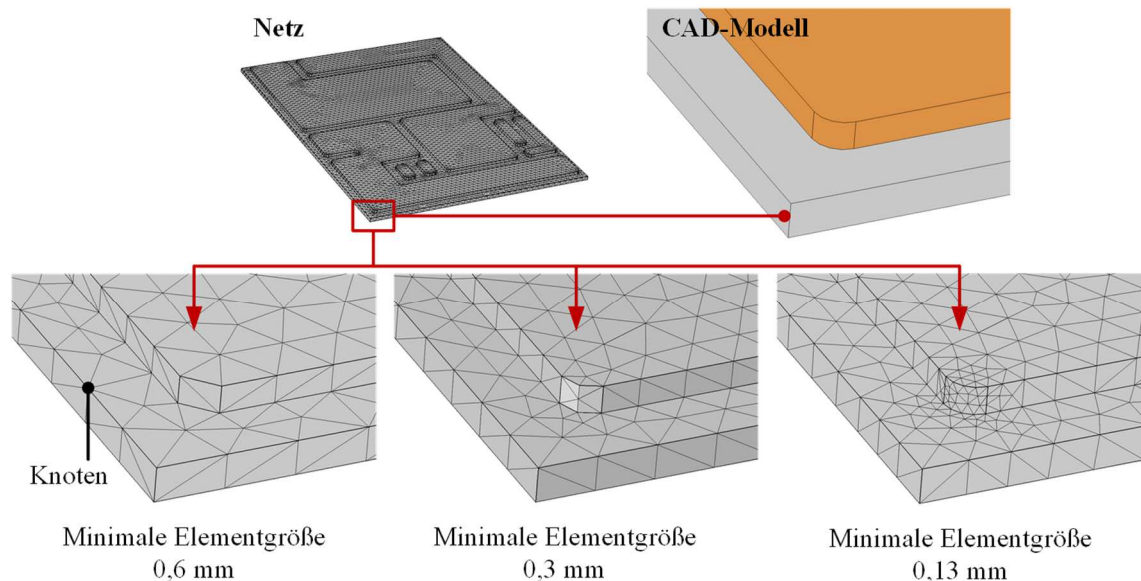 Netz
CAD-Modell
Knoten
Minimale Elementgröße
0,6 mm
Minimale Elementgröße
0,3 mm
Minimale Elementgröße
0,13 mm